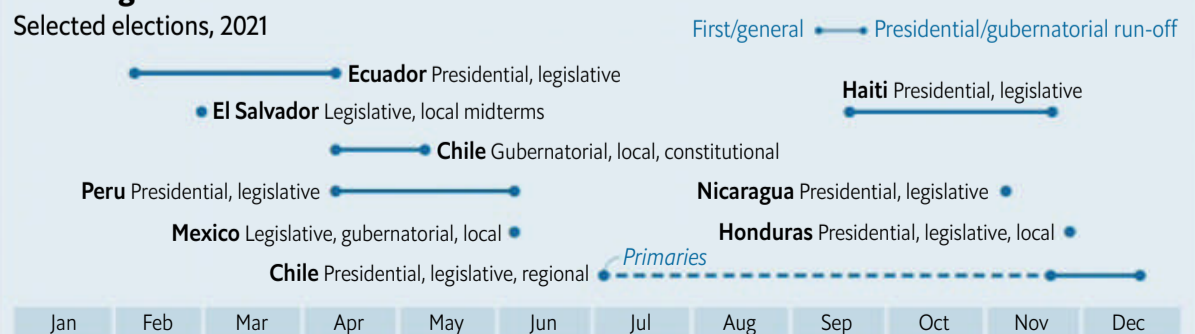 Selected elections, 2021
First/general Presidential/gubernatorial run-off
Ecuador Presidential, legislative
Haiti Presidential, legislative
El Salvador Legislative, local midterms
Chile Gubernatorial, local, constitutional
Peru Presidential, legislative
Nicaragua Presidential, legislative
Mexico Legislative, gubernatorial, local
Honduras Presidential, legislative, local
Primaries
Chile Presidential, legislative, regional
Jan Feb Mar Apr May Jun Jul Aug Sep Oct Nov Dec